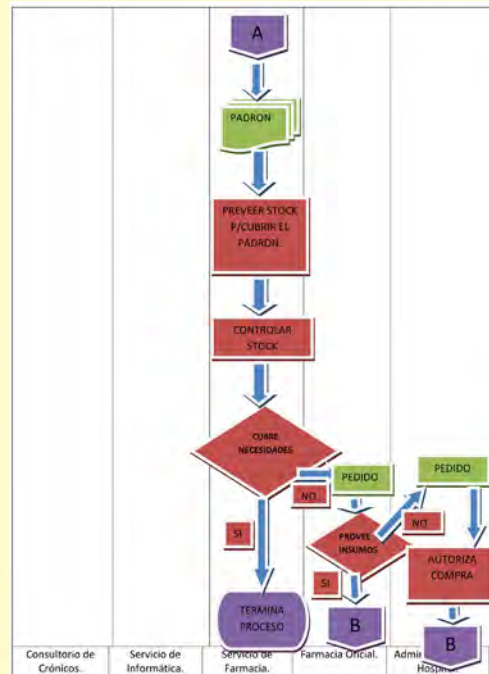 A
PADRON
PREVEER STOCK
P/CUBRIR EL
PADRON.
CONTROLAR
STOCK
CUBRE
NECESIDADES
PEDIDO
NO
PEDIDO
SI
PROVEE
INSUMOS
NO
AUTORIZA
COMPRA
SI
TERMINA
PROCESO
B
B
Consultorio de
Crónicos.
Servicio de
Informática.
Servicio de
Farmacia.
Farmacia Oficial.